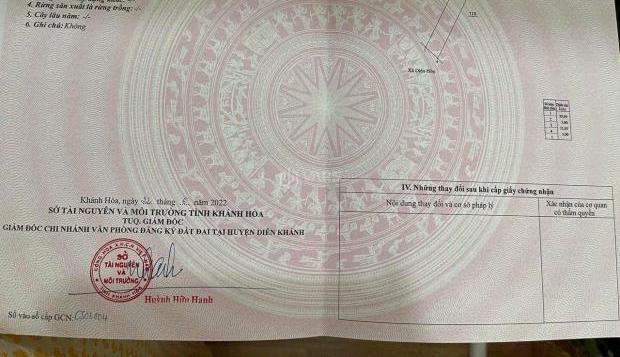 4. Rừng sản xuất là rừng trồng: -/-
5. Cây lâu năm: -/-
6. Ghi chú: Không
Xã Diên Hòa
Khánh Hòa, ngày tháng năm 2022
SỞ TÀI NGUYÊN VÀ MÔI TRƯỜNG TỈNH KHÁNH HÒA
TUQ. GIÁM ĐỐC
GIÁM ĐỐC CHI NHÁNH VĂN PHÒNG ĐĂNG KÝ ĐẤT ĐAI TẠI HUYỆN DIÊN KHÁNH
SỞ
TÀI NGUYÊN
VÀ
MÔI TRƯỜNG
Huỳnh Hữu Hạnh
Số vào sổ cấp GCN:
IV. Những thay đổi sau khi cấp giấy chứng nhận
Nội dung thay đổi và cơ sở pháp lý
Xác nhận của cơ quan
có thẩm quyền